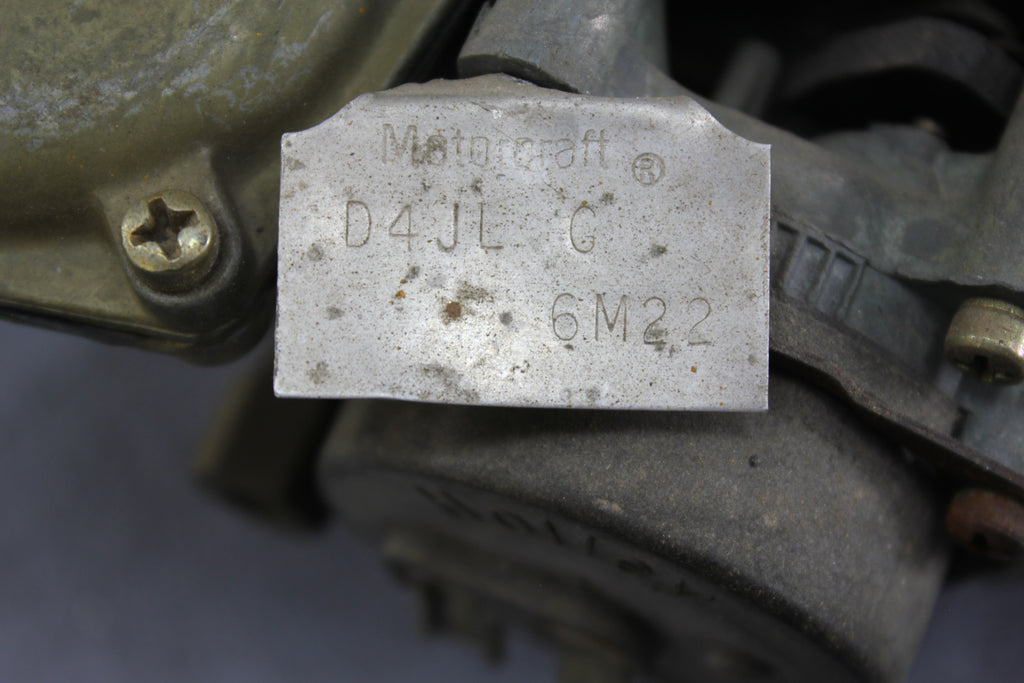 Motorcraft ®
D4JL G
6M22